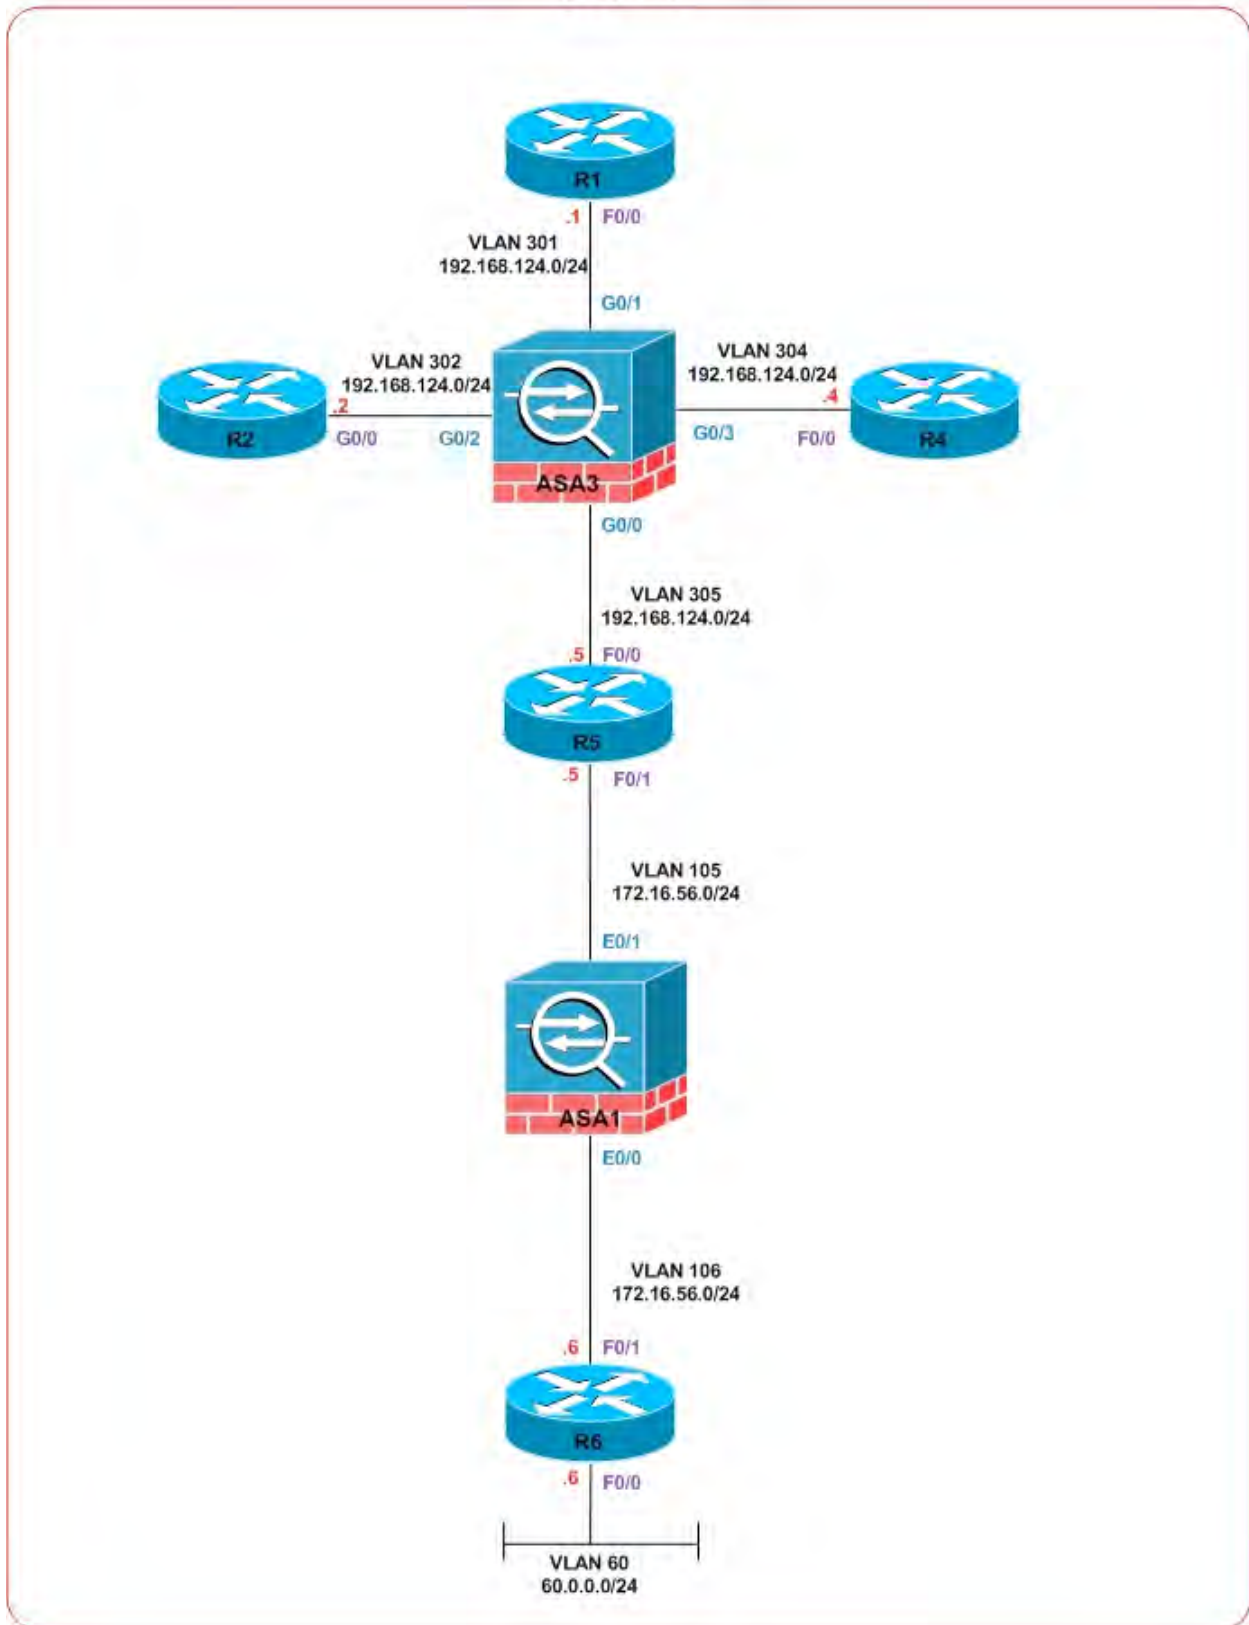 R1
.1 F0/0
VLAN 301
192.168.124.0/24
G0/1
VLAN 302
192.168.124.0/24
VLAN 304
192.168.124.0/24
.2
.4
R2
G0/0
G0/2
G0/3
F0/0
R4
ASA3
G0/0
VLAN 305
192.168.124.0/24
.5 F0/0
R5
.5 F0/1
VLAN 105
172.16.56.0/24
E0/1
ASA1
E0/0
VLAN 106
172.16.56.0/24
.6 F0/1
R6
.6 F0/0
VLAN 60
60.0.0.0/24